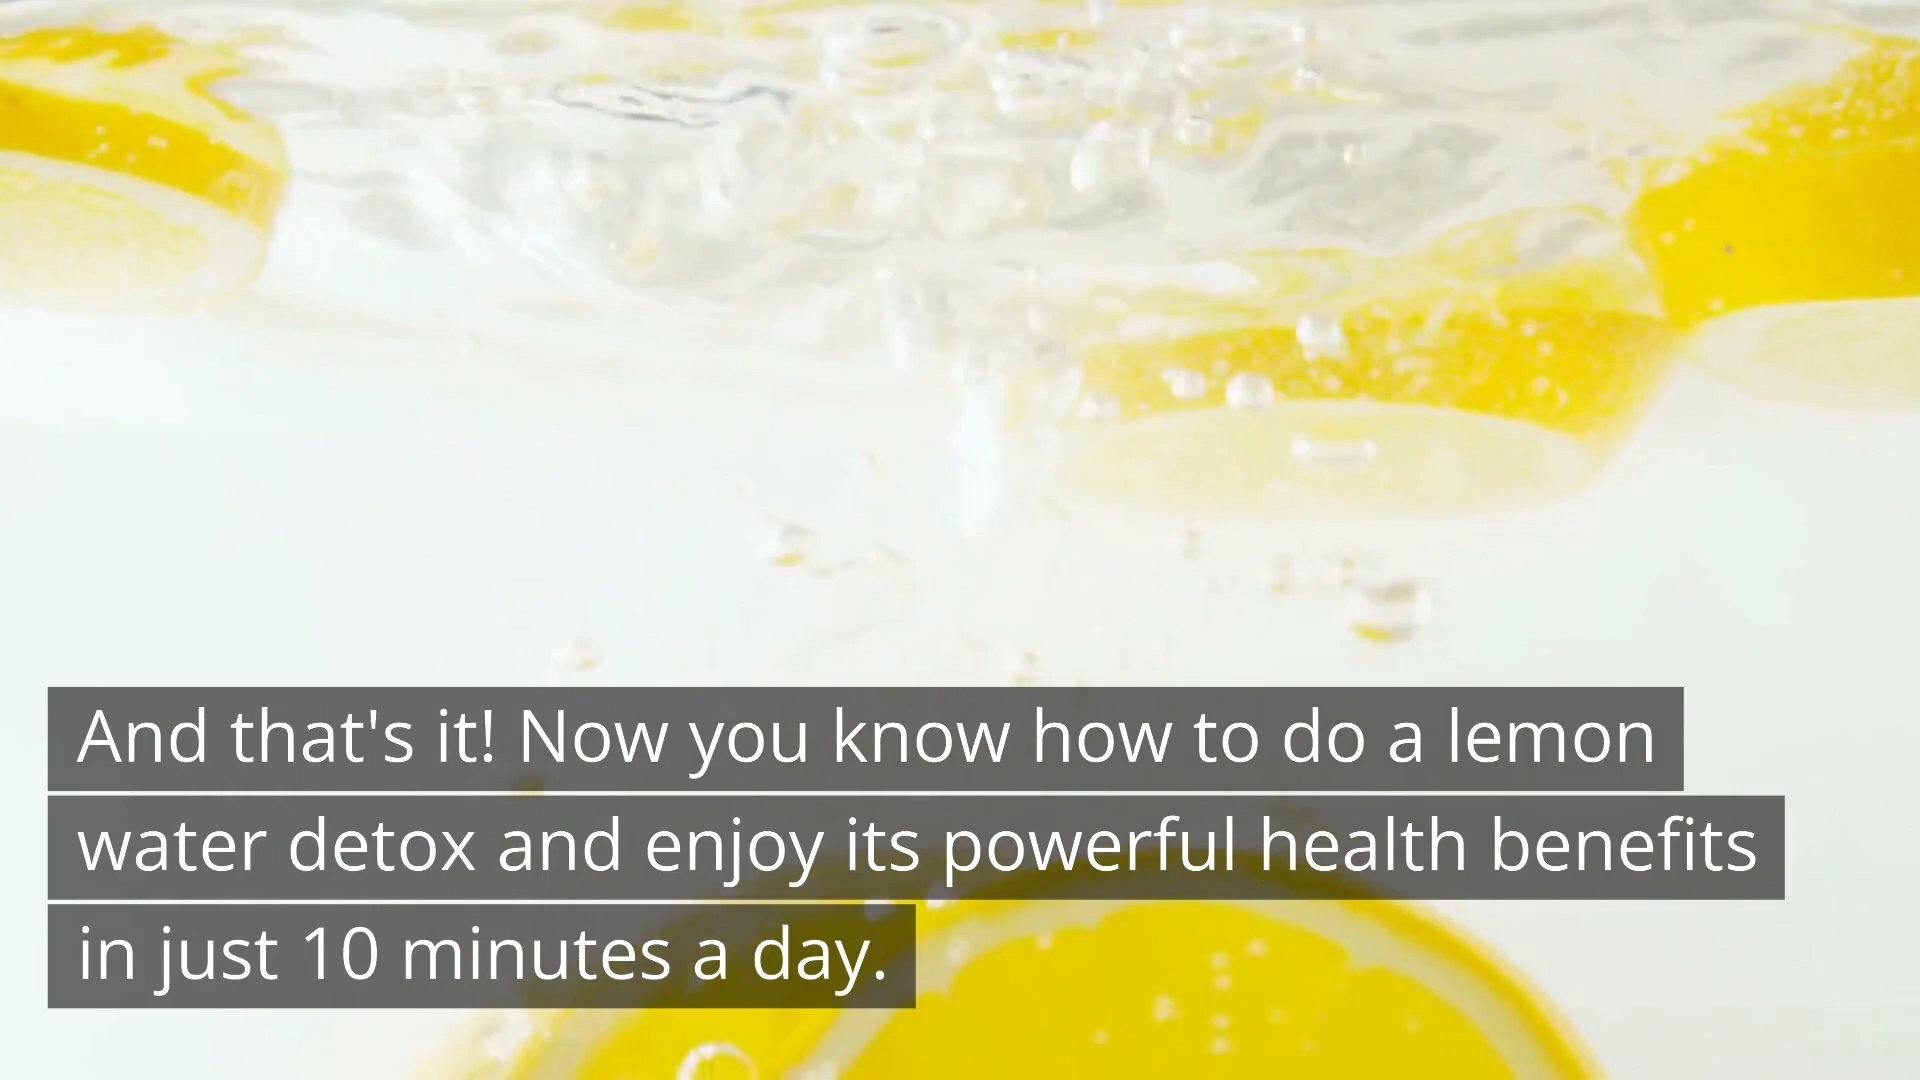 And that's it! Now you know how to do a lemon
water detox and enjoy its powerful health benefits
in just 10 minutes a day.